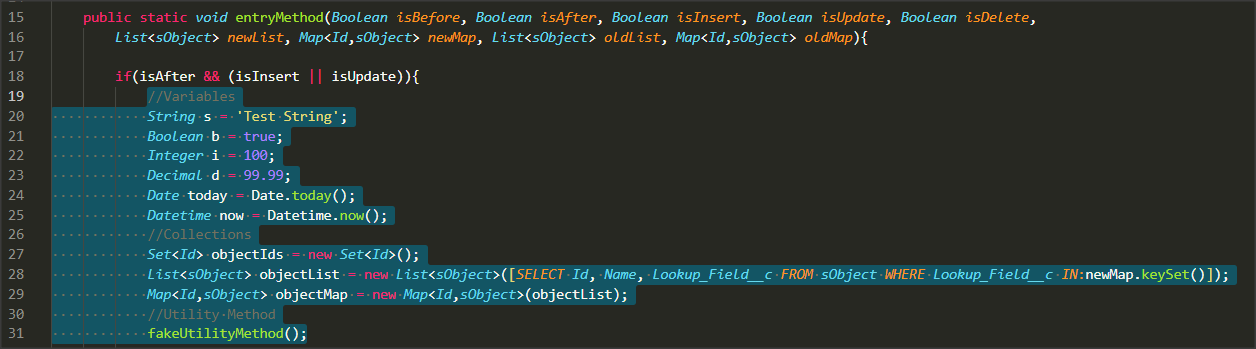 15 public static void entryMethod(Boolean isBefore, Boolean isAfter, Boolean isInsert, Boolean isUpdate, Boolean isDelete,
16 List<sObject> newList, Map<Id,sObject> newMap, List<sObject> oldList, Map<Id,sObject> oldMap){
17
18 if(isAfter && (isInsert || isUpdate)){
19 //Variables
20 String s = 'Test String';
21 Boolean b = true;
22 Integer i = 100;
23 Decimal d = 99.99;
24 Date today = Date.today();
25 Datetime now = Datetime.now();
26 //Collections
27 Set<Id> objectIds = new Set<Id>();
28 List<sObject> objectList = new List<sObject>([SELECT Id, Name, Lookup_Field__c FROM sObject WHERE Lookup_Field__c IN:newMap.keySet()]);
29 Map<Id,sObject> objectMap = new Map<Id,sObject>(objectList);
30 //Utility Method
31 fakeUtilityMethod();